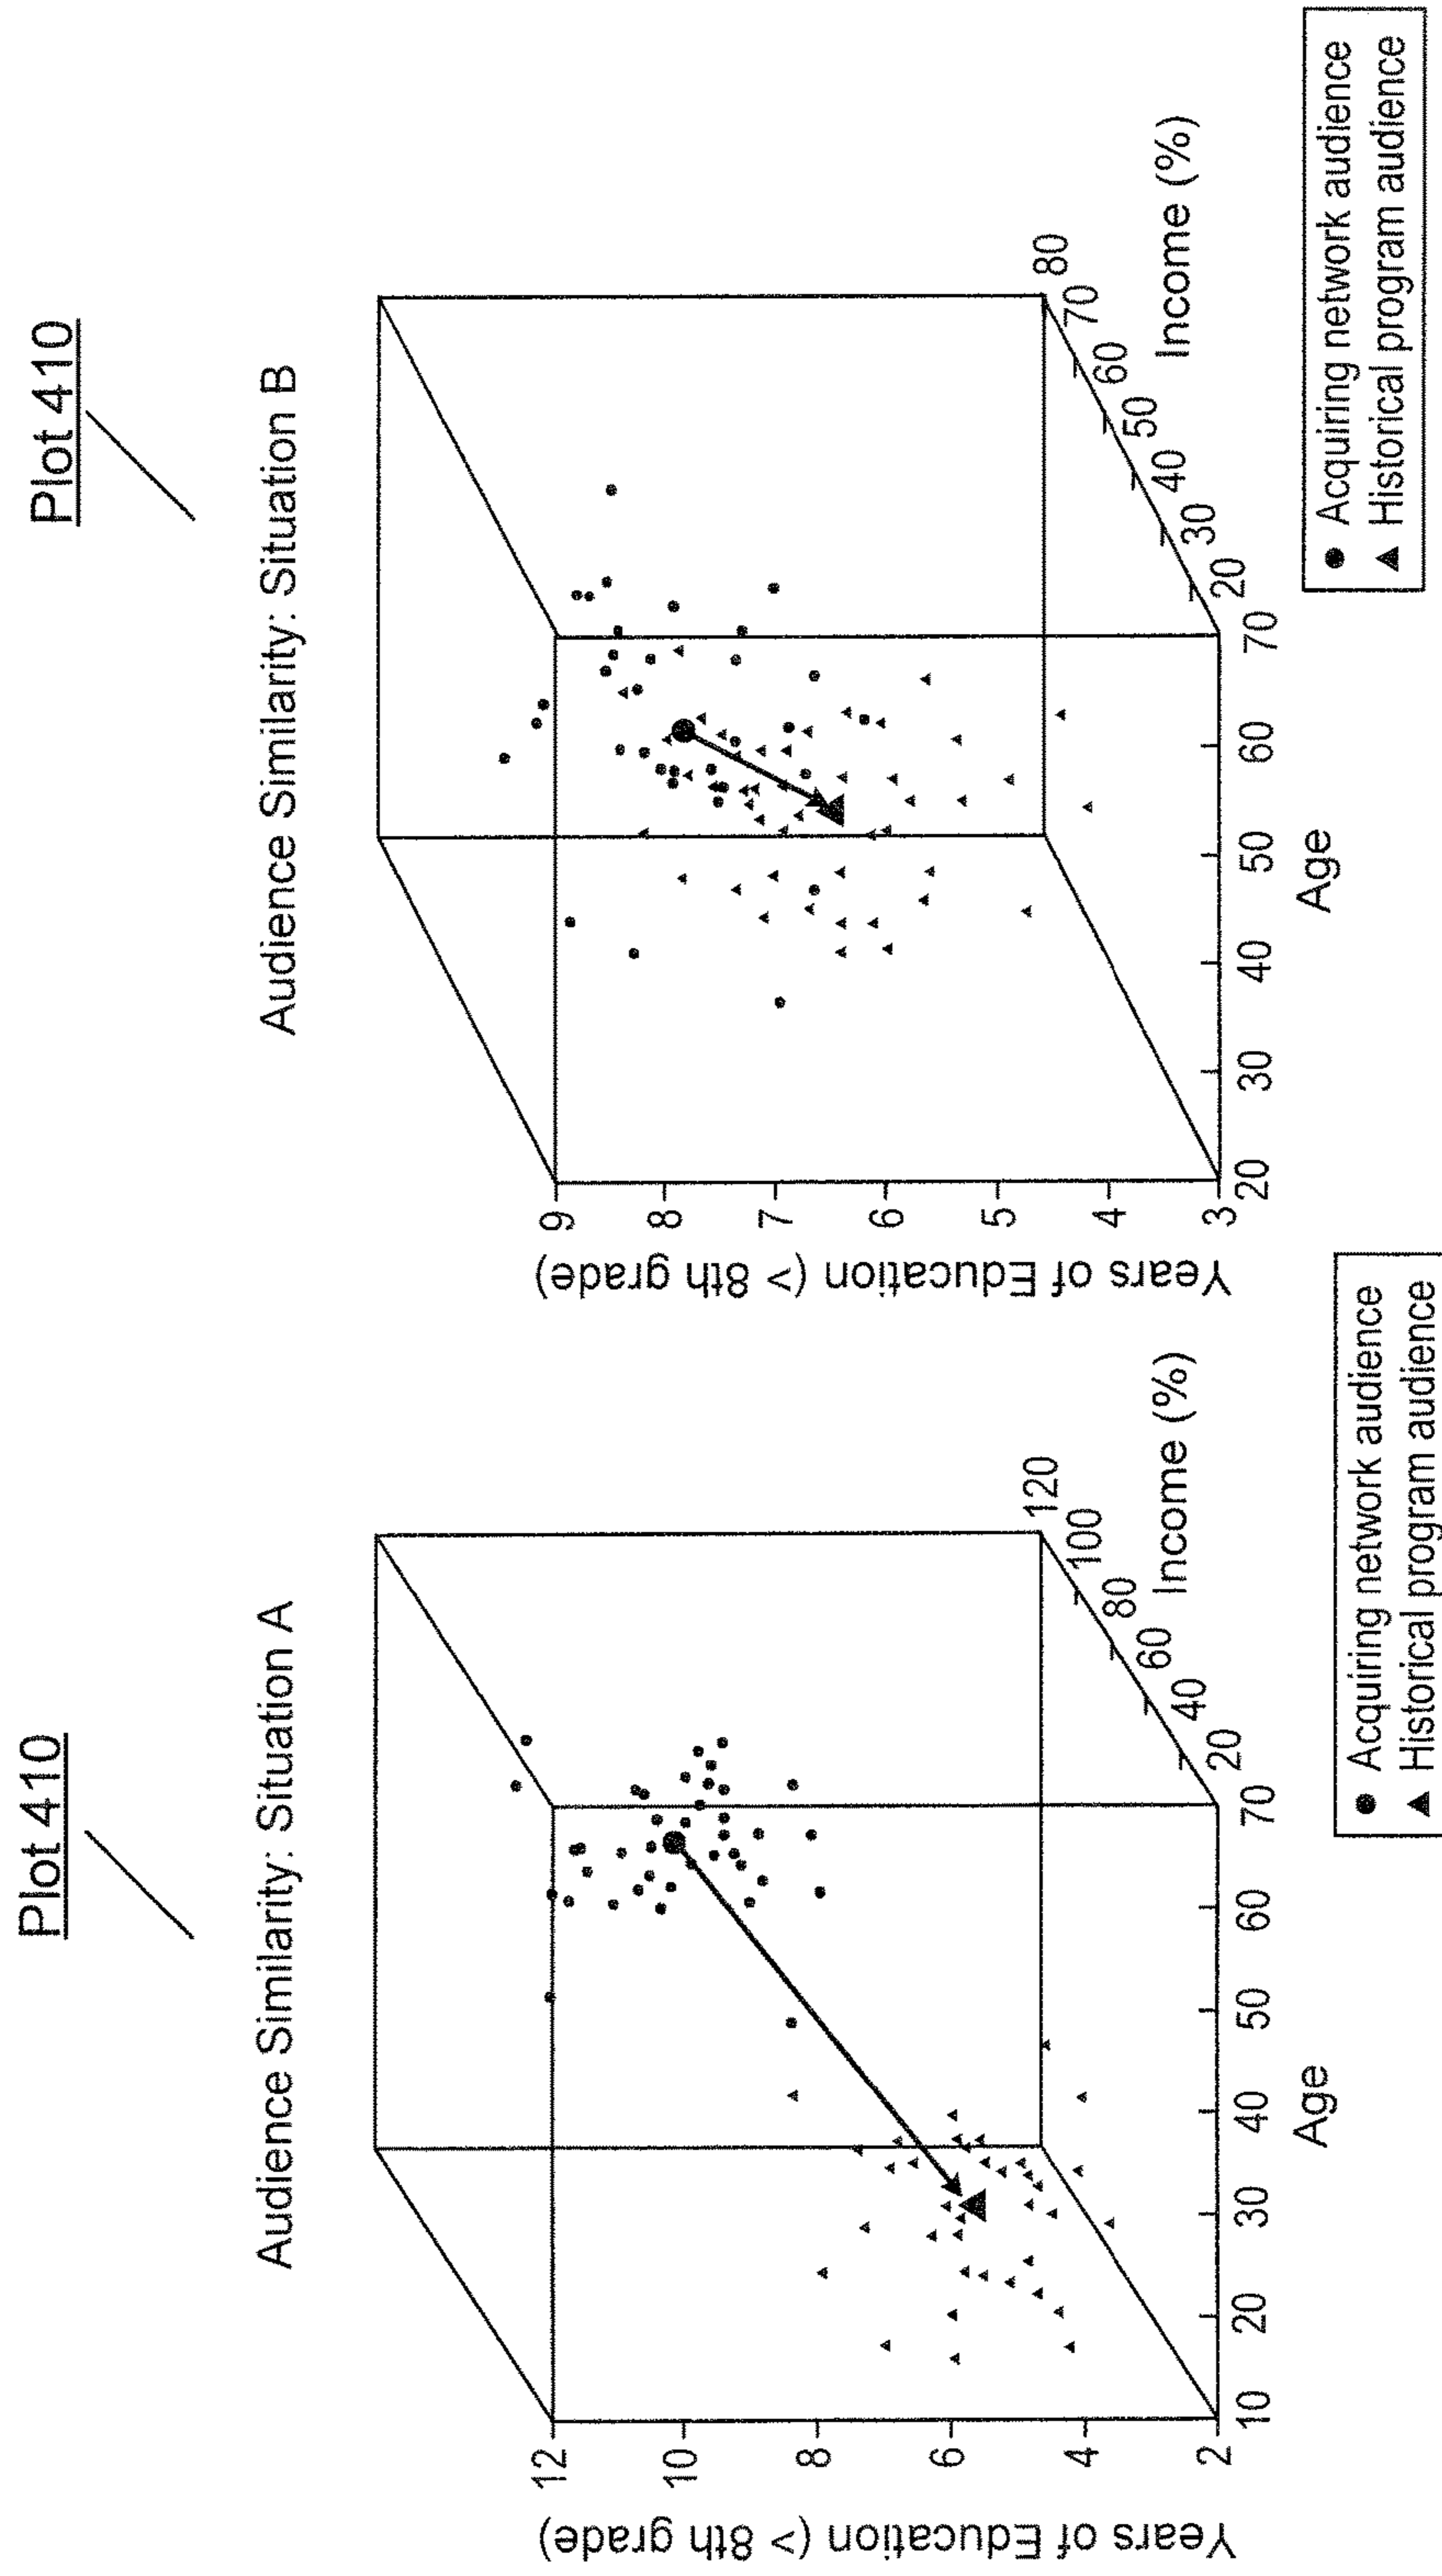 Plot 410
Audience Similarity: Situation A
Years of Education (> 8th grade)
12
10
8
6
4
2
10
20
30
40
50
60
70
Age
20
40
60
80
100
120
Income (%)
● Acquiring network audience
▲ Historical program audience
Plot 410
Audience Similarity: Situation B
Years of Education (> 8th grade)
9
8
7
6
5
4
3
20
30
40
50
60
70
Age
20
30
40
50
60
70
80
Income (%)
● Acquiring network audience
▲ Historical program audience